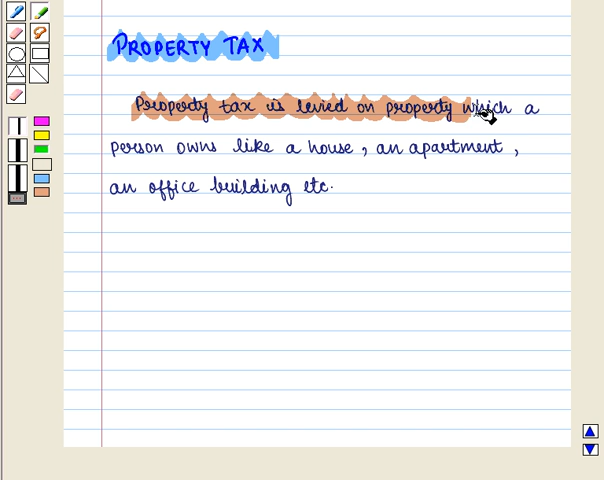 PROPERTY TAX
Property tax is levied on property which a
person owns like a house, an apartment,
an office building etc.